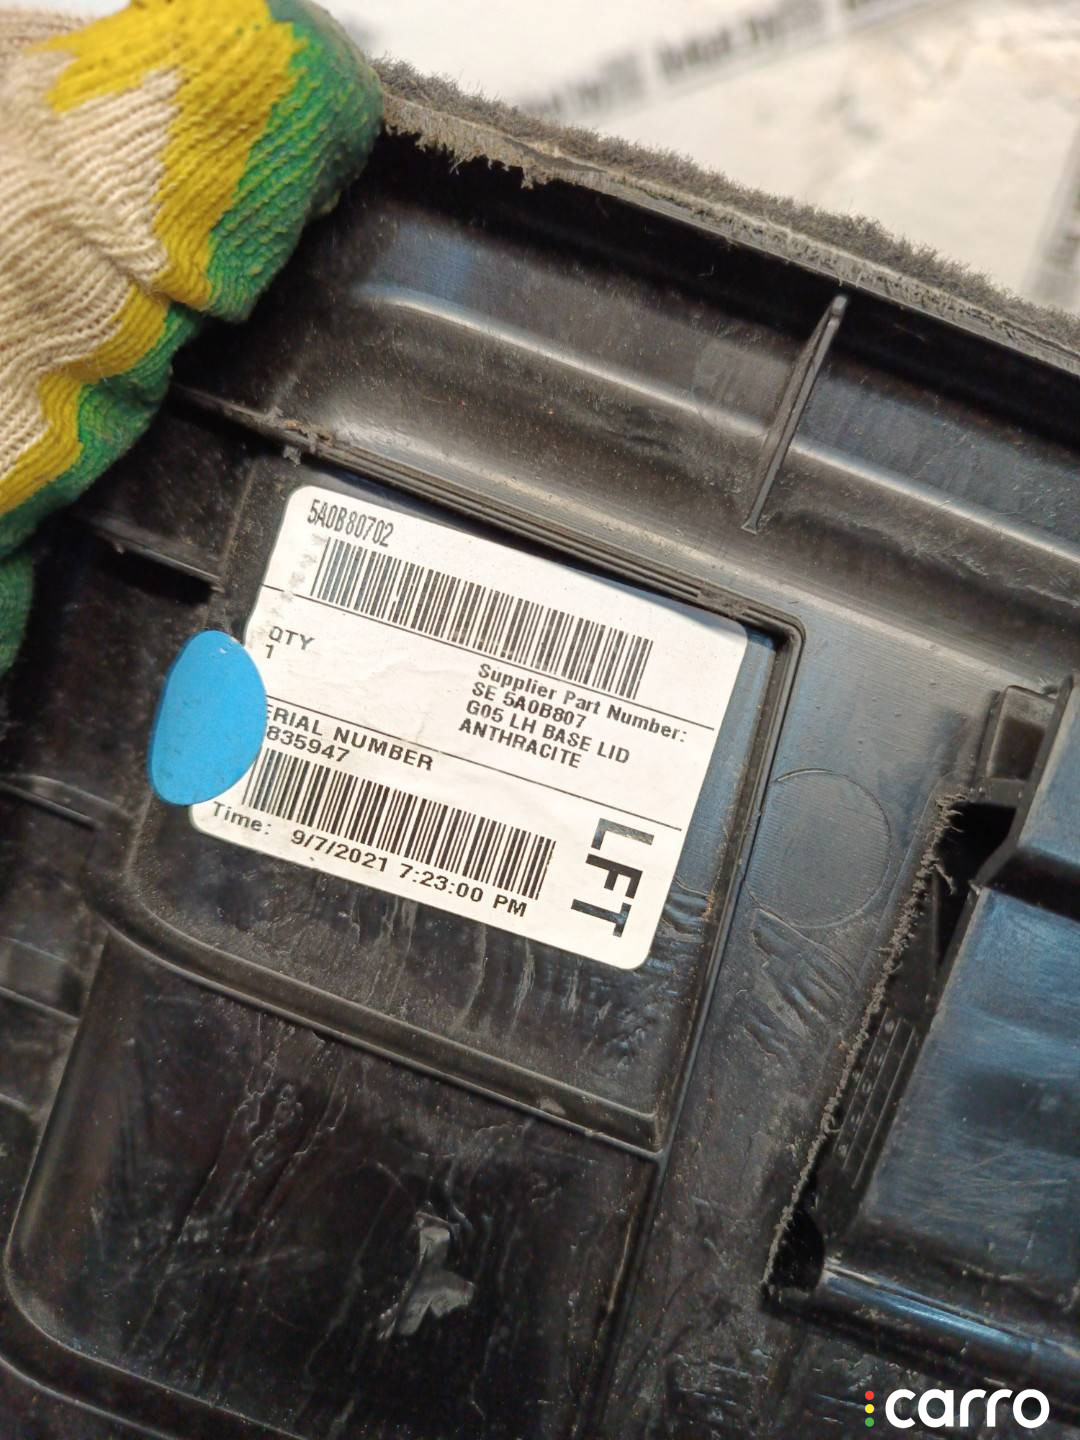 5A0B80702
QTY
1
Supplier Part Number:
SE 5A0B807
G05 LH BASE LID
ANTHRACITE
ERIAL NUMBER
835947
Time: 9/7/2021 7:23:00 PM
LFT
carro